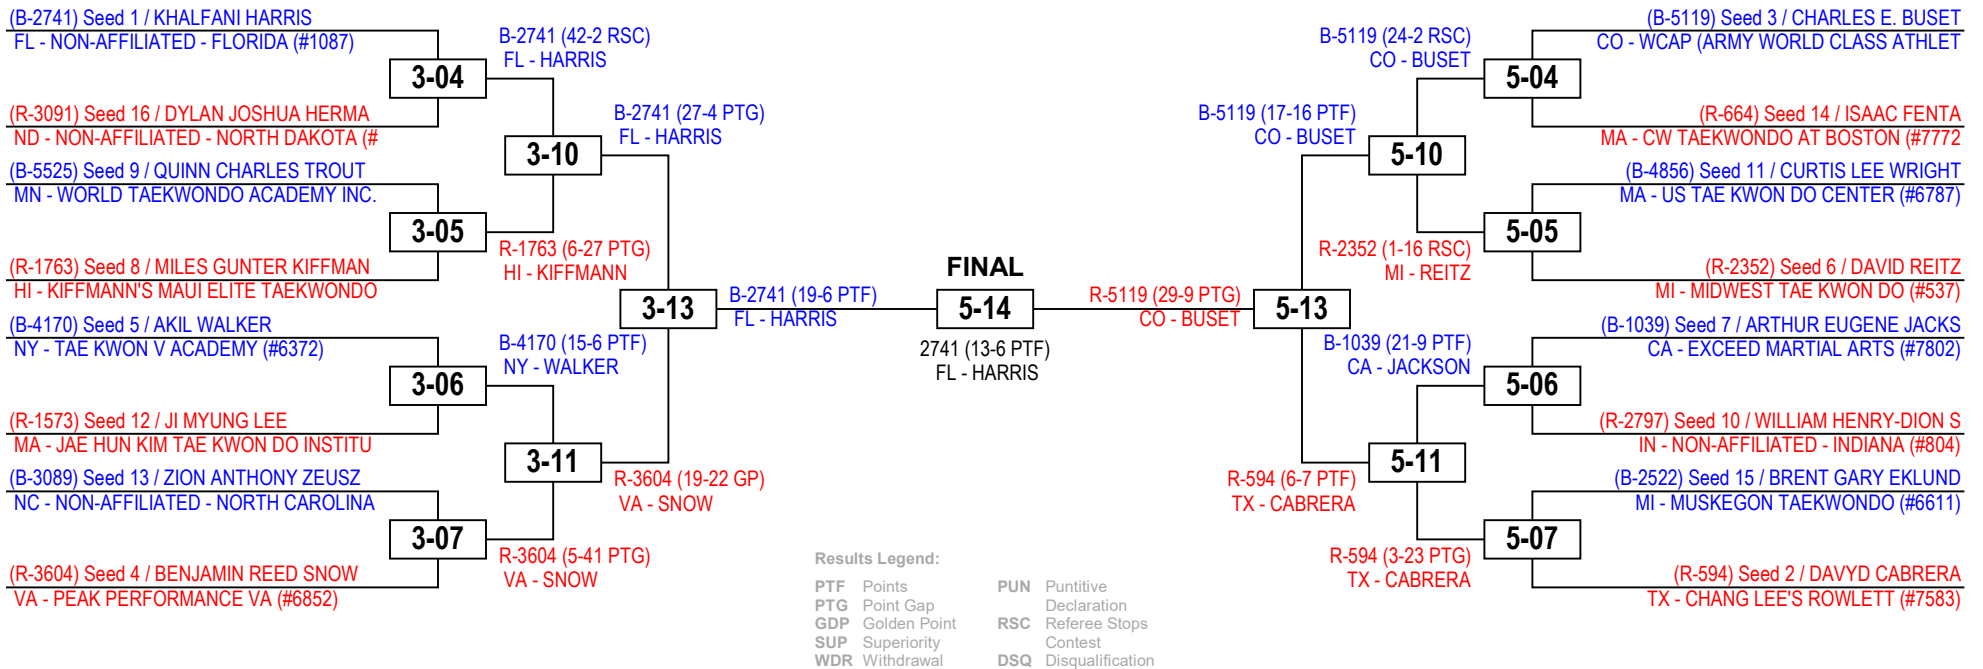 (B-2741) Seed 1 / KHALFANI HARRIS
FL - NON-AFFILIATED - FLORIDA (#1087)
3-04
(R-3091) Seed 16 / DYLAN JOSHUA HERMA
ND - NON-AFFILIATED - NORTH DAKOTA (#
(B-5525) Seed 9 / QUINN CHARLES TROUT
MN - WORLD TAEKWONDO ACADEMY INC.
3-05
(R-1763) Seed 8 / MILES GUNTER KIFFMAN
HI - KIFFMANN'S MAUI ELITE TAEKWONDO
(B-4170) Seed 5 / AKIL WALKER
NY - TAE KWON V ACADEMY (#6372)
3-06
(R-1573) Seed 12 / JI MYUNG LEE
MA - JAE HUN KIM TAE KWON DO INSTITU
(B-3089) Seed 13 / ZION ANTHONY ZEUSZ
NC - NON-AFFILIATED - NORTH CAROLINA
3-07
(R-3604) Seed 4 / BENJAMIN REED SNOW
VA - PEAK PERFORMANCE VA (#6852)
B-2741 (42-2 RSC)
FL - HARRIS
3-10
R-1763 (6-27 PTG)
HI - KIFFMANN
B-4170 (15-6 PTF)
NY - WALKER
3-11
R-3604 (5-41 PTG)
VA - SNOW
B-2741 (27-4 PTG)
FL - HARRIS
3-13
R-3604 (19-22 GP)
VA - SNOW
B-2741 (19-6 PTF)
FL - HARRIS
FINAL
5-14
2741 (13-6 PTF)
FL - HARRIS
R-5119 (29-9 PTG)
CO - BUSET
B-5119 (17-16 PTF)
CO - BUSET
5-13
R-594 (6-7 PTF)
TX - CABRERA
B-5119 (24-2 RSC)
CO - BUSET
5-10
R-2352 (1-16 RSC)
MI - REITZ
B-1039 (21-9 PTF)
CA - JACKSON
5-11
R-594 (3-23 PTG)
TX - CABRERA
(B-5119) Seed 3 / CHARLES E. BUSET
CO - WCAP (ARMY WORLD CLASS ATHLET
5-04
(R-664) Seed 14 / ISAAC FENTA
MA - CW TAEKWONDO AT BOSTON (#7772
(B-4856) Seed 11 / CURTIS LEE WRIGHT
MA - US TAE KWON DO CENTER (#6787)
5-05
(R-2352) Seed 6 / DAVID REITZ
MI - MIDWEST TAE KWON DO (#537)
(B-1039) Seed 7 / ARTHUR EUGENE JACKS
CA - EXCEED MARTIAL ARTS (#7802)
5-06
(R-2797) Seed 10 / WILLIAM HENRY-DION S
IN - NON-AFFILIATED - INDIANA (#804)
(B-2522) Seed 15 / BRENT GARY EKLUND
MI - MUSKEGON TAEKWONDO (#6611)
5-07
(R-594) Seed 2 / DAVYD CABRERA
TX - CHANG LEE'S ROWLETT (#7583)
Results Legend:
PTF Points
PTG Point Gap
GDP Golden Point
SUP Superiority
WDR Withdrawal
PUN Puntitive
Declaration
RSC Referee Stops
Contest
DSQ Disqualification